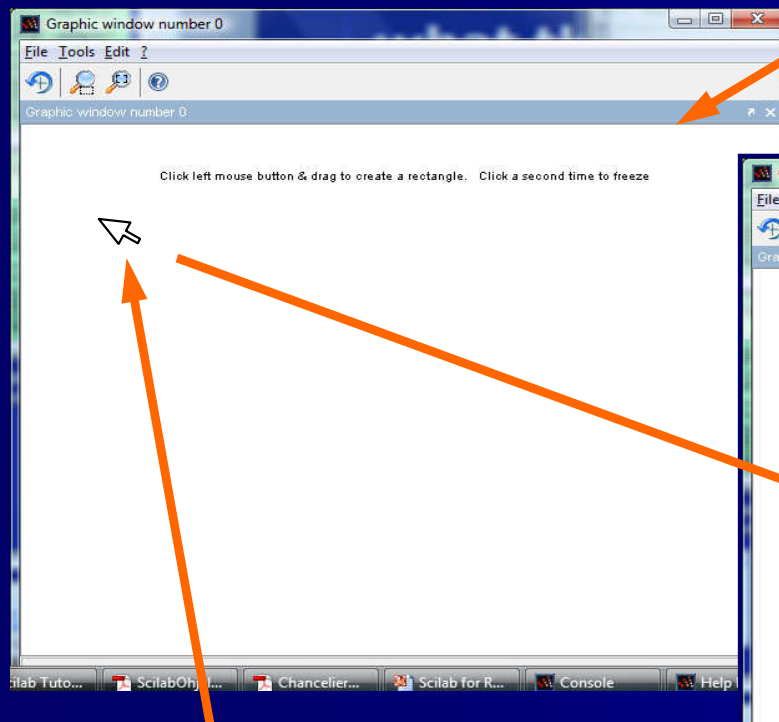 Graphic window number 0
File Tools Edit ?
Graphic window number 0
Click left mouse button & drag to create a rectangle. Click a second time to freeze
File
Gra
ilab Tuto... Chancelier... Scilab for R... Console Help